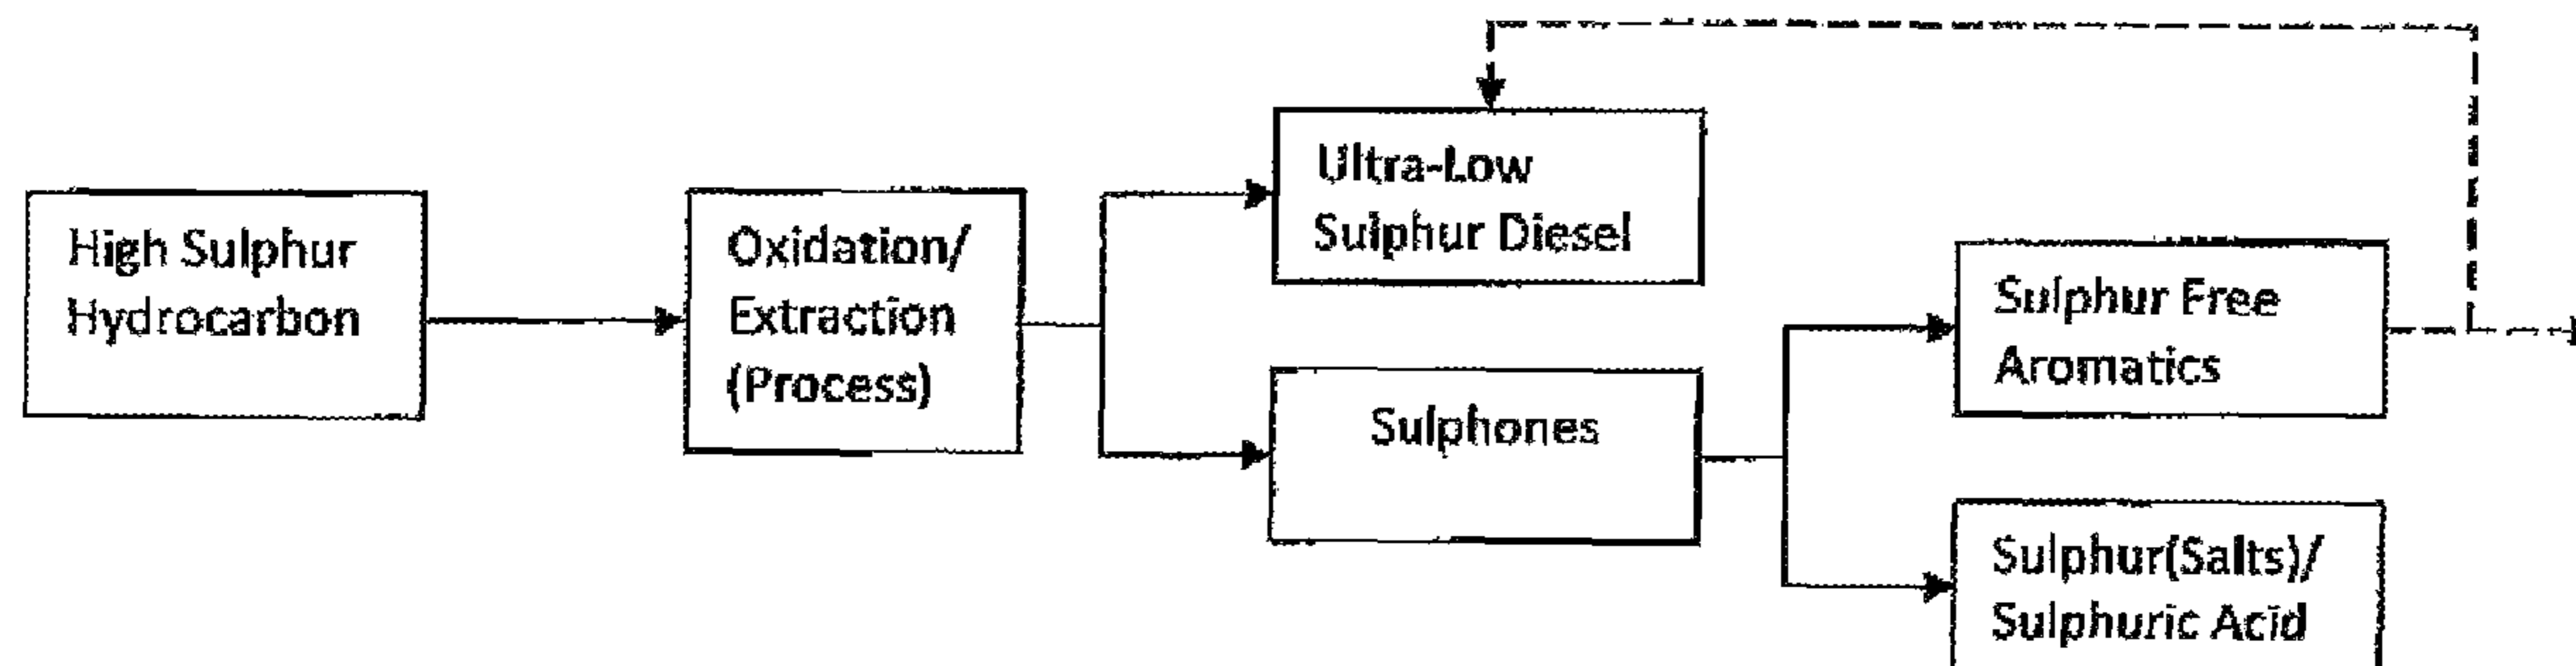 High Sulphur
Hydrocarbon
Oxidation/
Extraction
(Process)
Ultra-Low
Sulphur Diesel
Sulphones
Sulphur Free
Aromatics
Sulphur(Salts)/
Sulphuric Acid